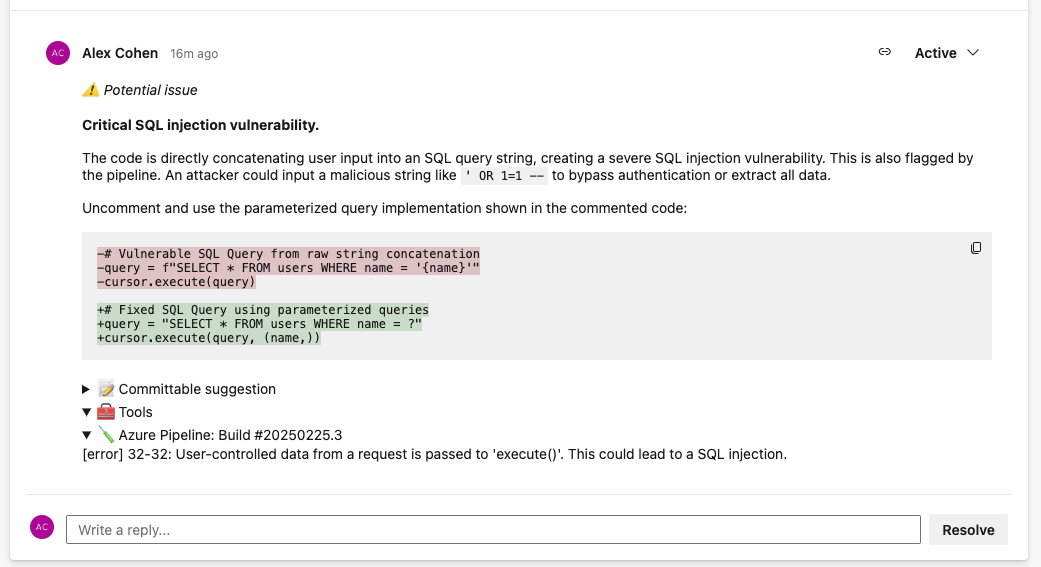 AC Alex Cohen 16m ago Active
⚠️ Potential issue
Critical SQL injection vulnerability.
The code is directly concatenating user input into an SQL query string, creating a severe SQL injection vulnerability. This is also flagged by
the pipeline. An attacker could input a malicious string like ' OR 1=1 -- to bypass authentication or extract all data.
Uncomment and use the parameterized query implementation shown in the commented code:
-# Vulnerable SQL Query from raw string concatenation
-query = f"SELECT * FROM users WHERE name = '{name}'"
-cursor.execute(query)
+# Fixed SQL Query using parameterized queries
+query = "SELECT * FROM users WHERE name = ?"
+cursor.execute(query, (name,))
▶ 📝 Committable suggestion
▼ 🧰 Tools
▼ 🪛 Azure Pipeline: Build #20250225.3
[error] 32-32: User-controlled data from a request is passed to 'execute()'. This could lead to a SQL injection.
AC Write a reply... Resolve